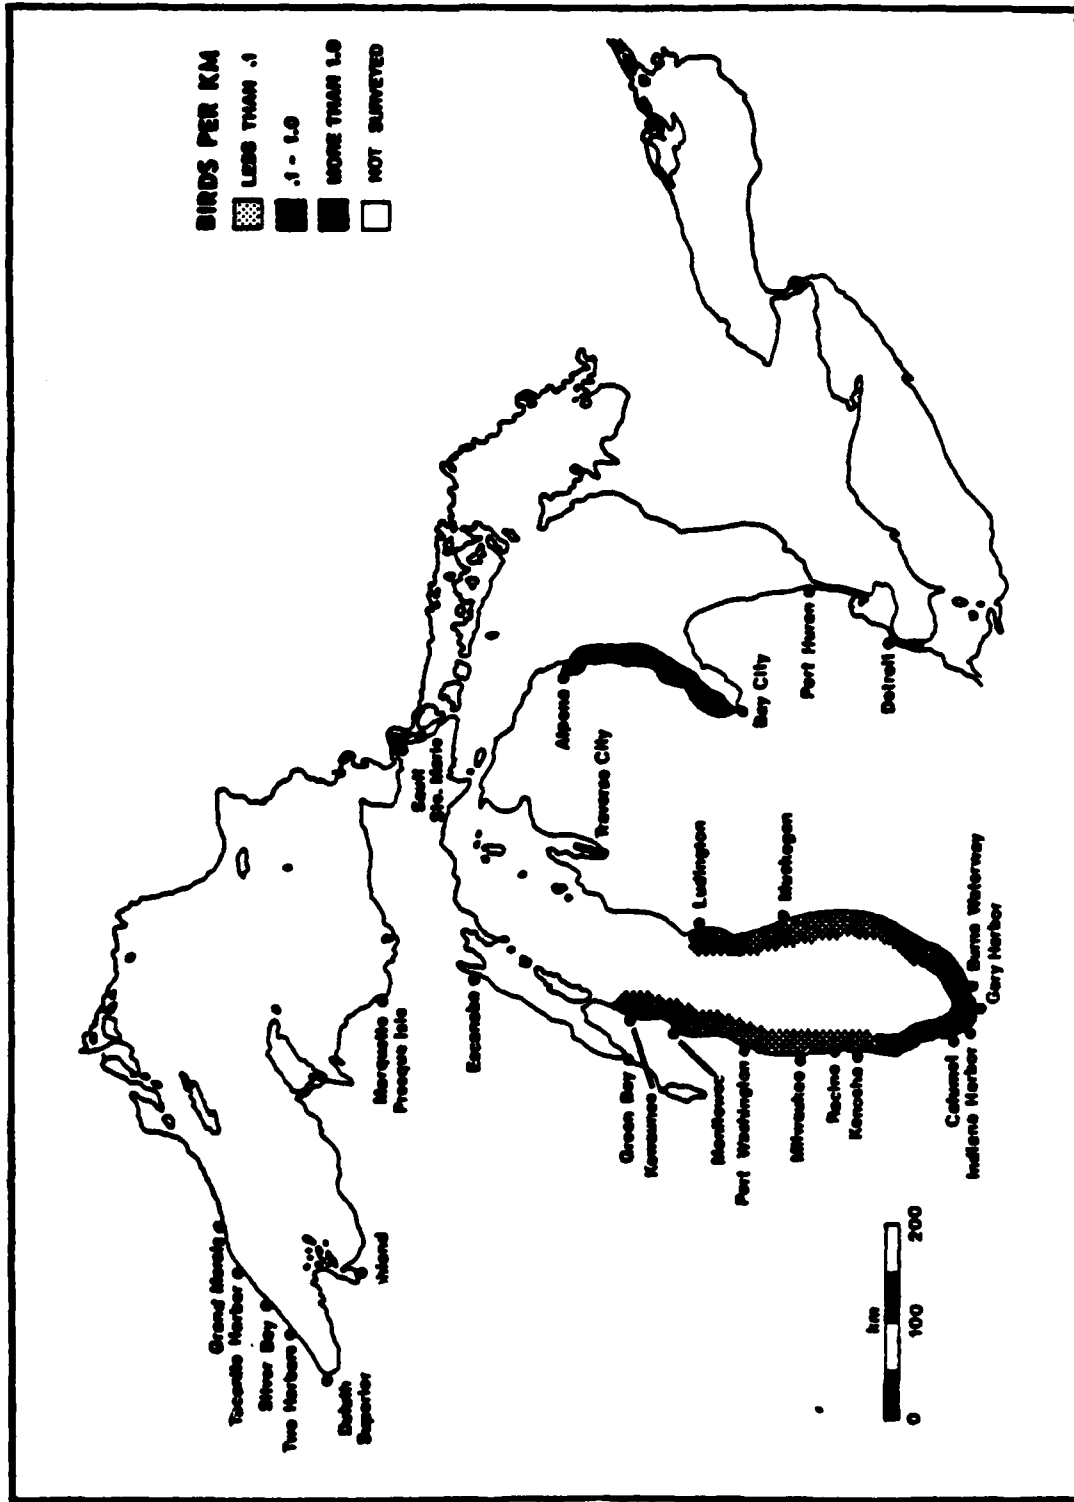 BIRDS PER KM
LESS THAN .1
.1 - 1.0
MORE THAN 1.0
NOT SURVEYED
Grand Marais
Taconite Harbor
Silver Bay
Two Harbors
Duluth
Superior
Marquette
Presque Isle
Sault
Ste. Marie
Escanaba
Green Bay
Kewaunee
Manitowoc
Port Washington
Milwaukee
Racine
Kenosha
Calumet
Indiana Harbor
Gary Harbor
Burns Waterway
Muskegon
Ludington
Traverse City
Alpena
Bay City
Port Huron
Detroit
km
0 100 200